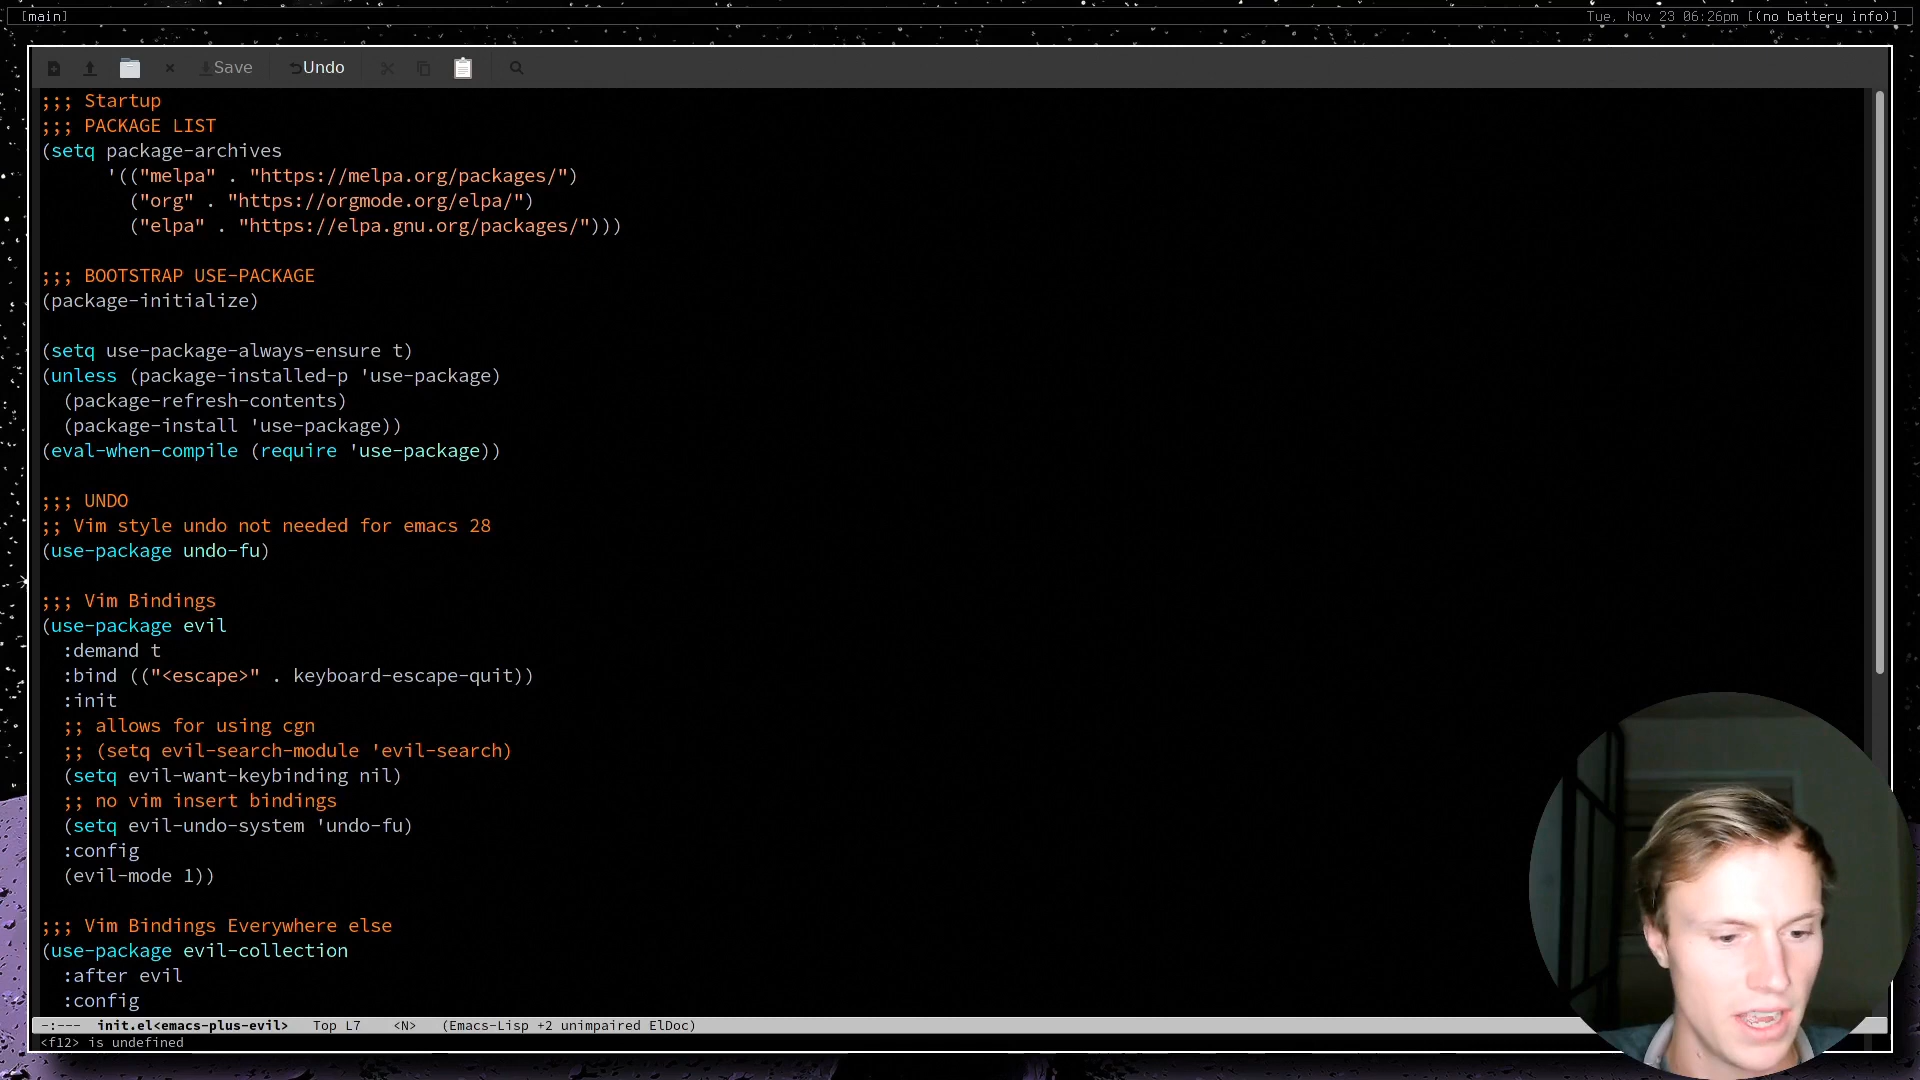 [main]
Tue, Nov 23 06:26pm [(no battery info)]
Save
Undo
;;; Startup
;;; PACKAGE LIST
(setq package-archives
'(("melpa" . "https://melpa.org/packages/")
("org" . "https://orgmode.org/elpa/")
("elpa" . "https://elpa.gnu.org/packages/")))
;;; BOOTSTRAP USE-PACKAGE
(package-initialize)
(setq use-package-always-ensure t)
(unless (package-installed-p 'use-package)
(package-refresh-contents)
(package-install 'use-package))
(eval-when-compile (require 'use-package))
;;; UNDO
;; Vim style undo not needed for emacs 28
(use-package undo-fu)
;;; Vim Bindings
(use-package evil
:demand t
:bind (("<escape>" . keyboard-escape-quit))
:init
;; allows for using cgn
;; (setq evil-search-module 'evil-search)
(setq evil-want-keybinding nil)
;; no vim insert bindings
(setq evil-undo-system 'undo-fu)
:config
(evil-mode 1))
;;; Vim Bindings Everywhere else
(use-package evil-collection
:after evil
:config
-:--- init.el<emacs-plus-evil> Top L7 <N> (Emacs-Lisp +2 unimpaired ElDoc)
<f12> is undefined